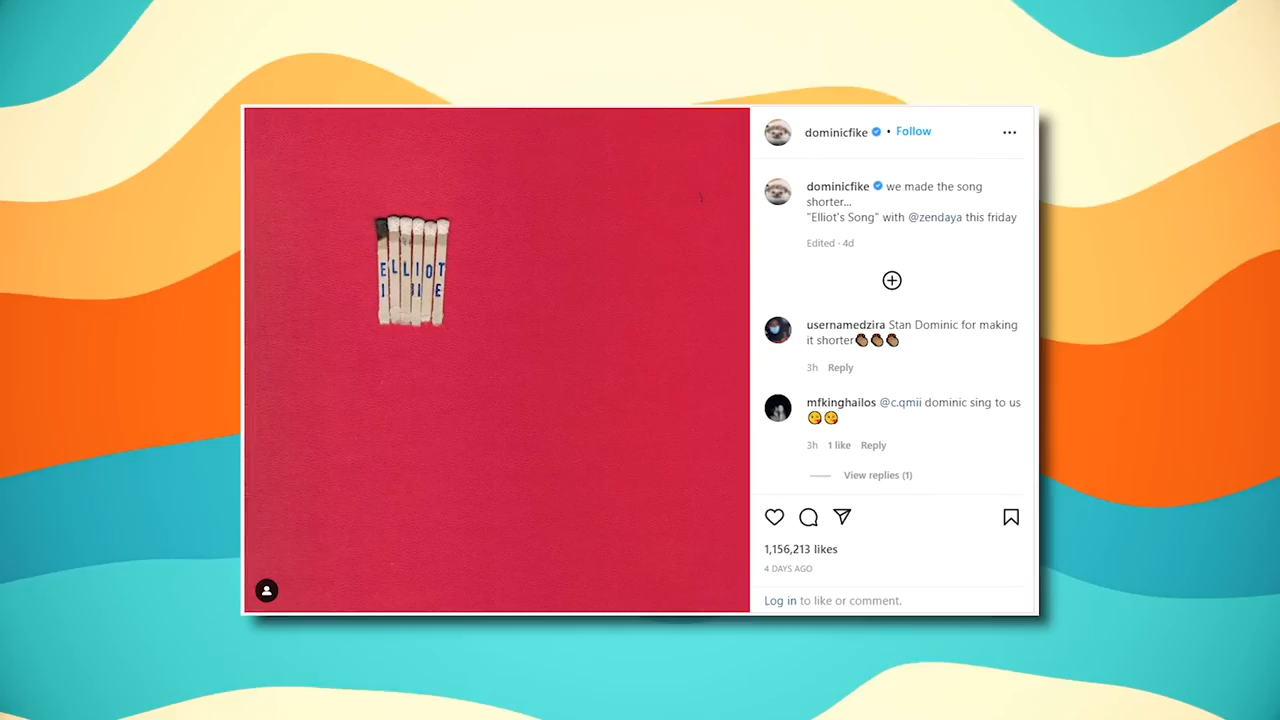 ELLIOT
dominicfike • Follow
dominicfike we made the song
shorter...
"Elliot's Song" with @zendaya this friday
Edited · 4d
usernamedzira Stan Dominic for making
it shorter👏🏽👏🏽👏🏽
3h Reply
mfkinghailos @c.qmii dominic sing to us
😘😘
3h 1 like Reply
View replies (1)
1,156,213 likes
4 DAYS AGO
Log in to like or comment.